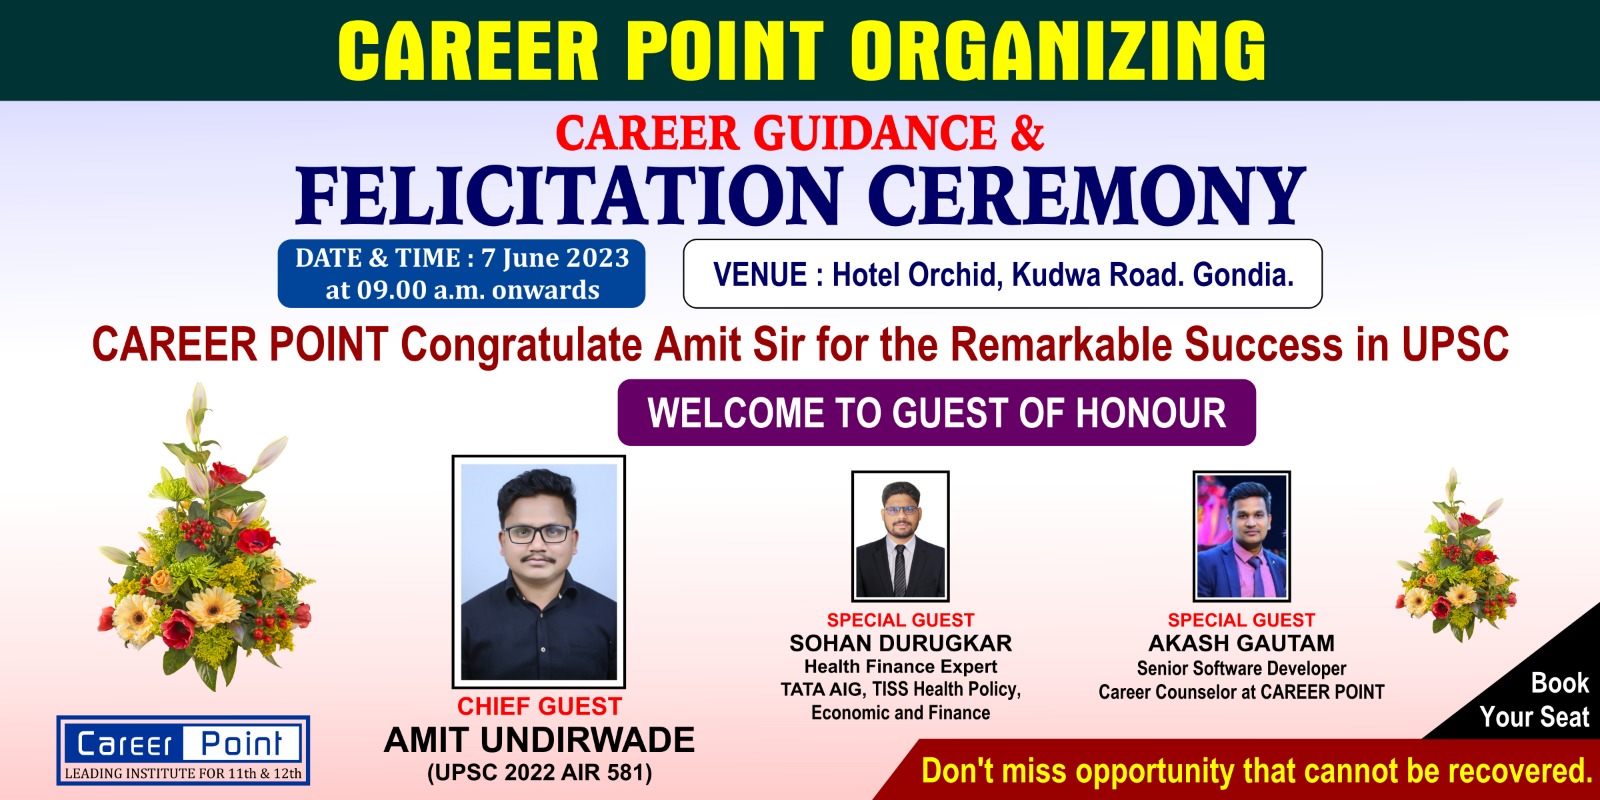 CAREER POINT ORGANIZING
CAREER GUIDANCE &
FELICITATION CEREMONY
DATE & TIME : 7 June 2023
at 09.00 a.m. onwards
VENUE : Hotel Orchid, Kudwa Road. Gondia.
CAREER POINT Congratulate Amit Sir for the Remarkable Success in UPSC
WELCOME TO GUEST OF HONOUR
CHIEF GUEST
AMIT UNDIRWADE
(UPSC 2022 AIR 581)
SPECIAL GUEST
SOHAN DURUGKAR
Health Finance Expert
TATA AIG, TISS Health Policy,
Economic and Finance
SPECIAL GUEST
AKASH GAUTAM
Senior Software Developer
Career Counselor at CAREER POINT
Book
Your Seat
Career Point
LEADING INSTITUTE FOR 11th & 12th
Don't miss opportunity that cannot be recovered.